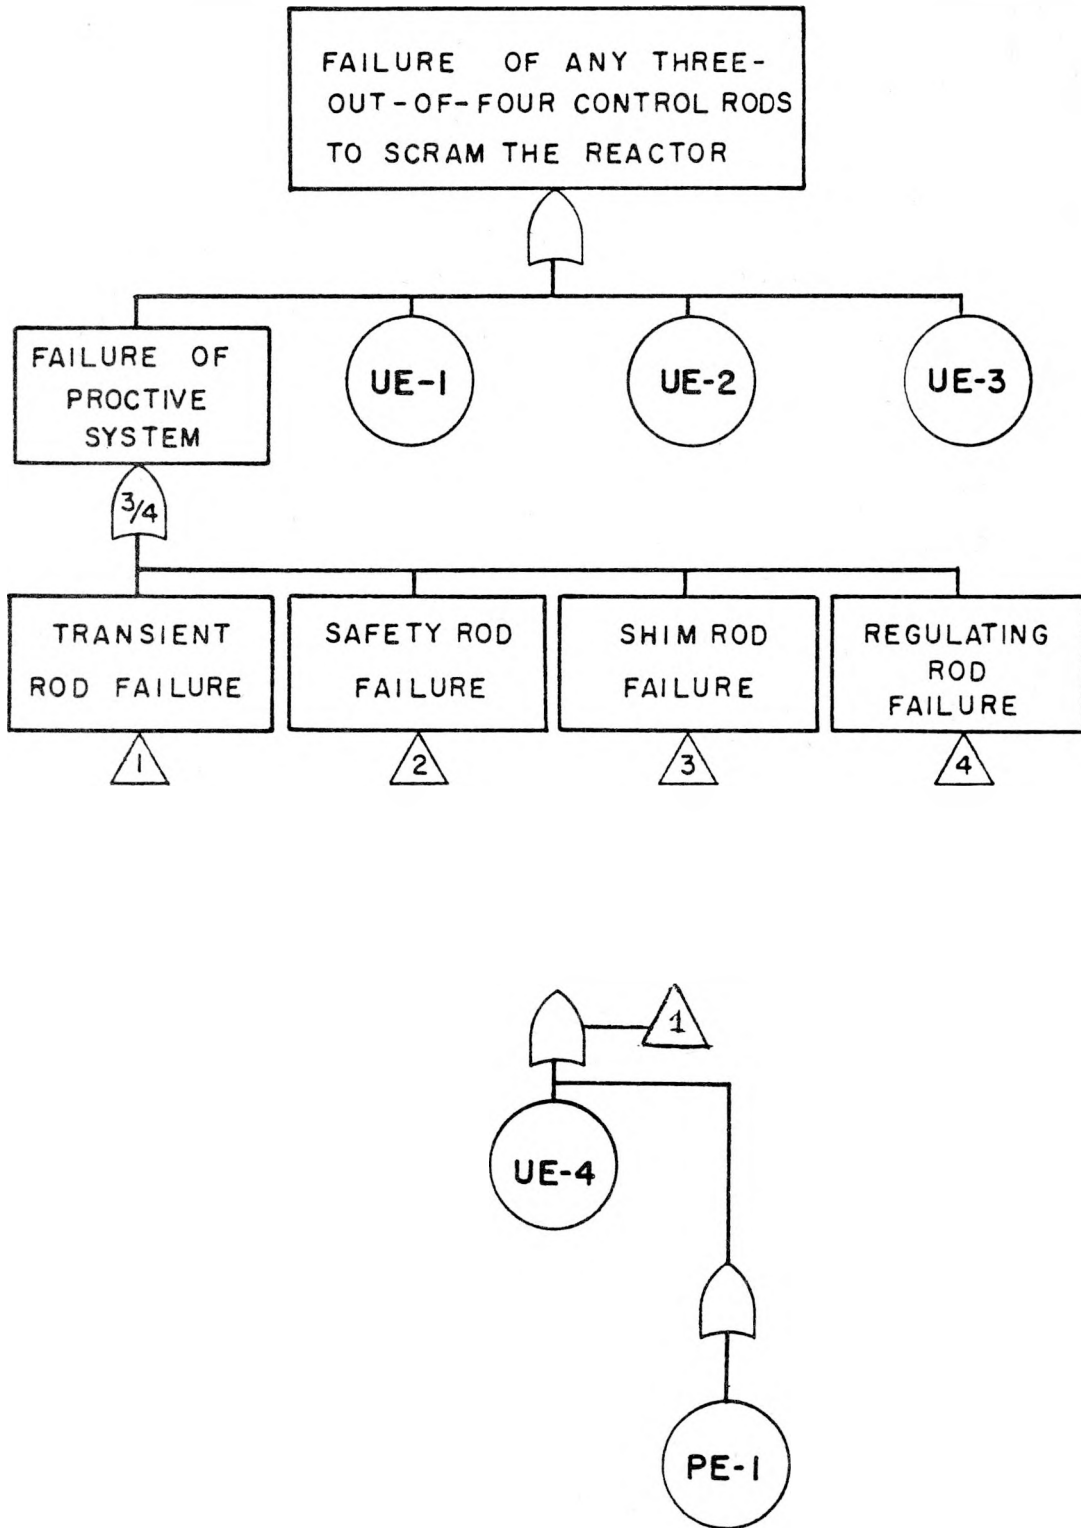 FAILURE OF ANY THREE-
OUT-OF-FOUR CONTROL RODS
TO SCRAM THE REACTOR
FAILURE OF
PROCTIVE
SYSTEM
UE-1
UE-2
UE-3
3/4
TRANSIENT
ROD FAILURE
SAFETY ROD
FAILURE
SHIM ROD
FAILURE
REGULATING
ROD
FAILURE
1
2
3
4
1
UE-4
PE-1